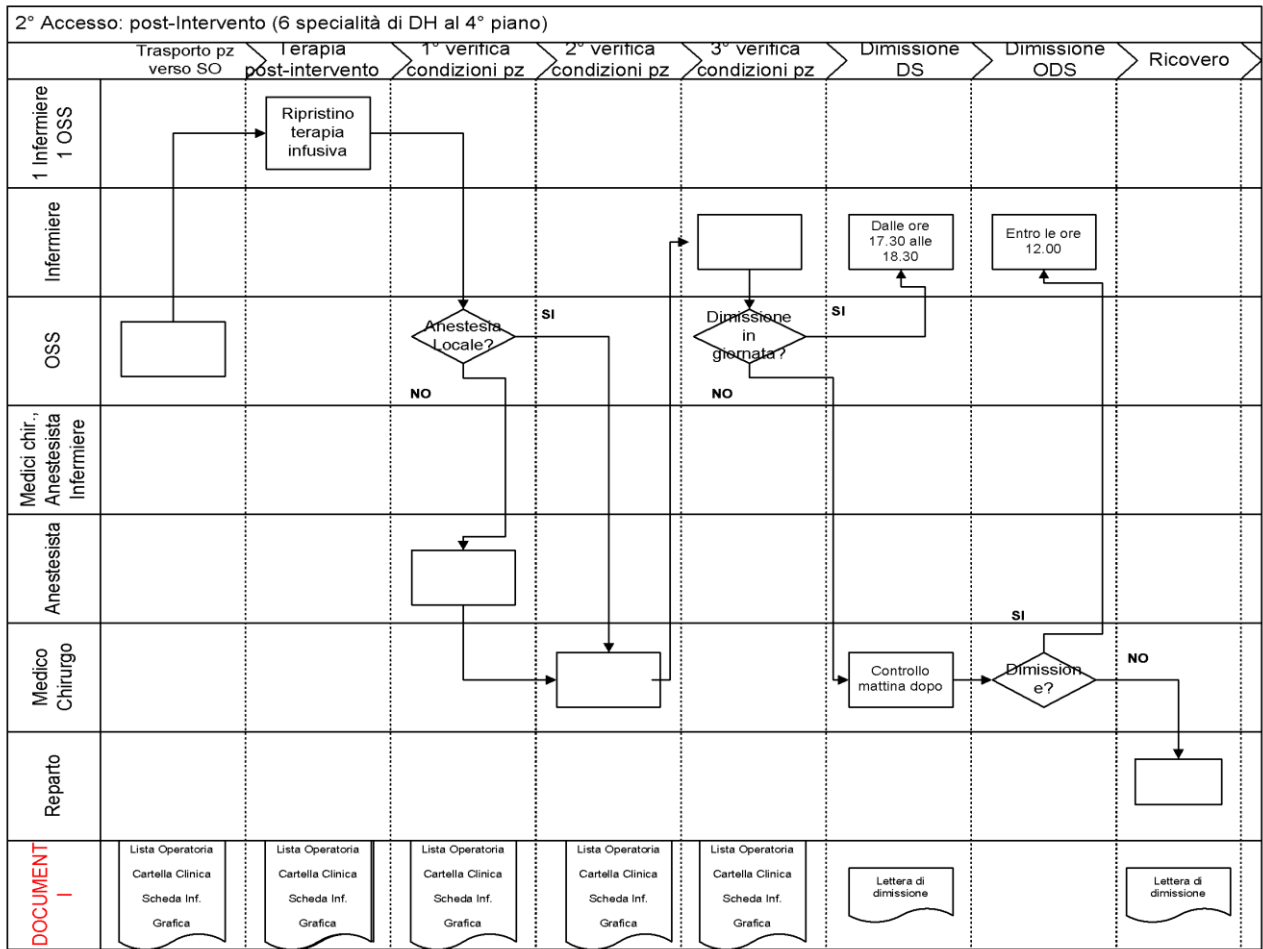 2° Accesso: post-Intervento (6 specialità di DH al 4° piano)
Trasporto pz
verso SO
Terapia
post-intervento
1° verifica
condizioni pz
2° verifica
condizioni pz
3° verifica
condizioni pz
Dimissione
DS
Dimissione
ODS
Ricovero
1 Infermiere
1 OSS
Ripristino
terapia
infusiva
Infermiere
Dalle ore
17.30 alle
18.30
Entro le ore
12.00
OSS
Anestesia
Locale?
SI
NO
Dimissione
in
giornata?
SI
NO
Medici chir.,
Anestesista
Infermiere
Anestesista
Medico
Chirurgo
Controllo
mattina dopo
SI
Dimission
e?
NO
Reparto
DOCUMENT
I
Lista Operatoria
Cartella Clinica
Scheda Inf.
Grafica
Lista Operatoria
Cartella Clinica
Scheda Inf.
Grafica
Lista Operatoria
Cartella Clinica
Scheda Inf.
Grafica
Lista Operatoria
Cartella Clinica
Scheda Inf.
Grafica
Lista Operatoria
Cartella Clinica
Scheda Inf.
Grafica
Lettera di
dimissione
Lettera di
dimissione